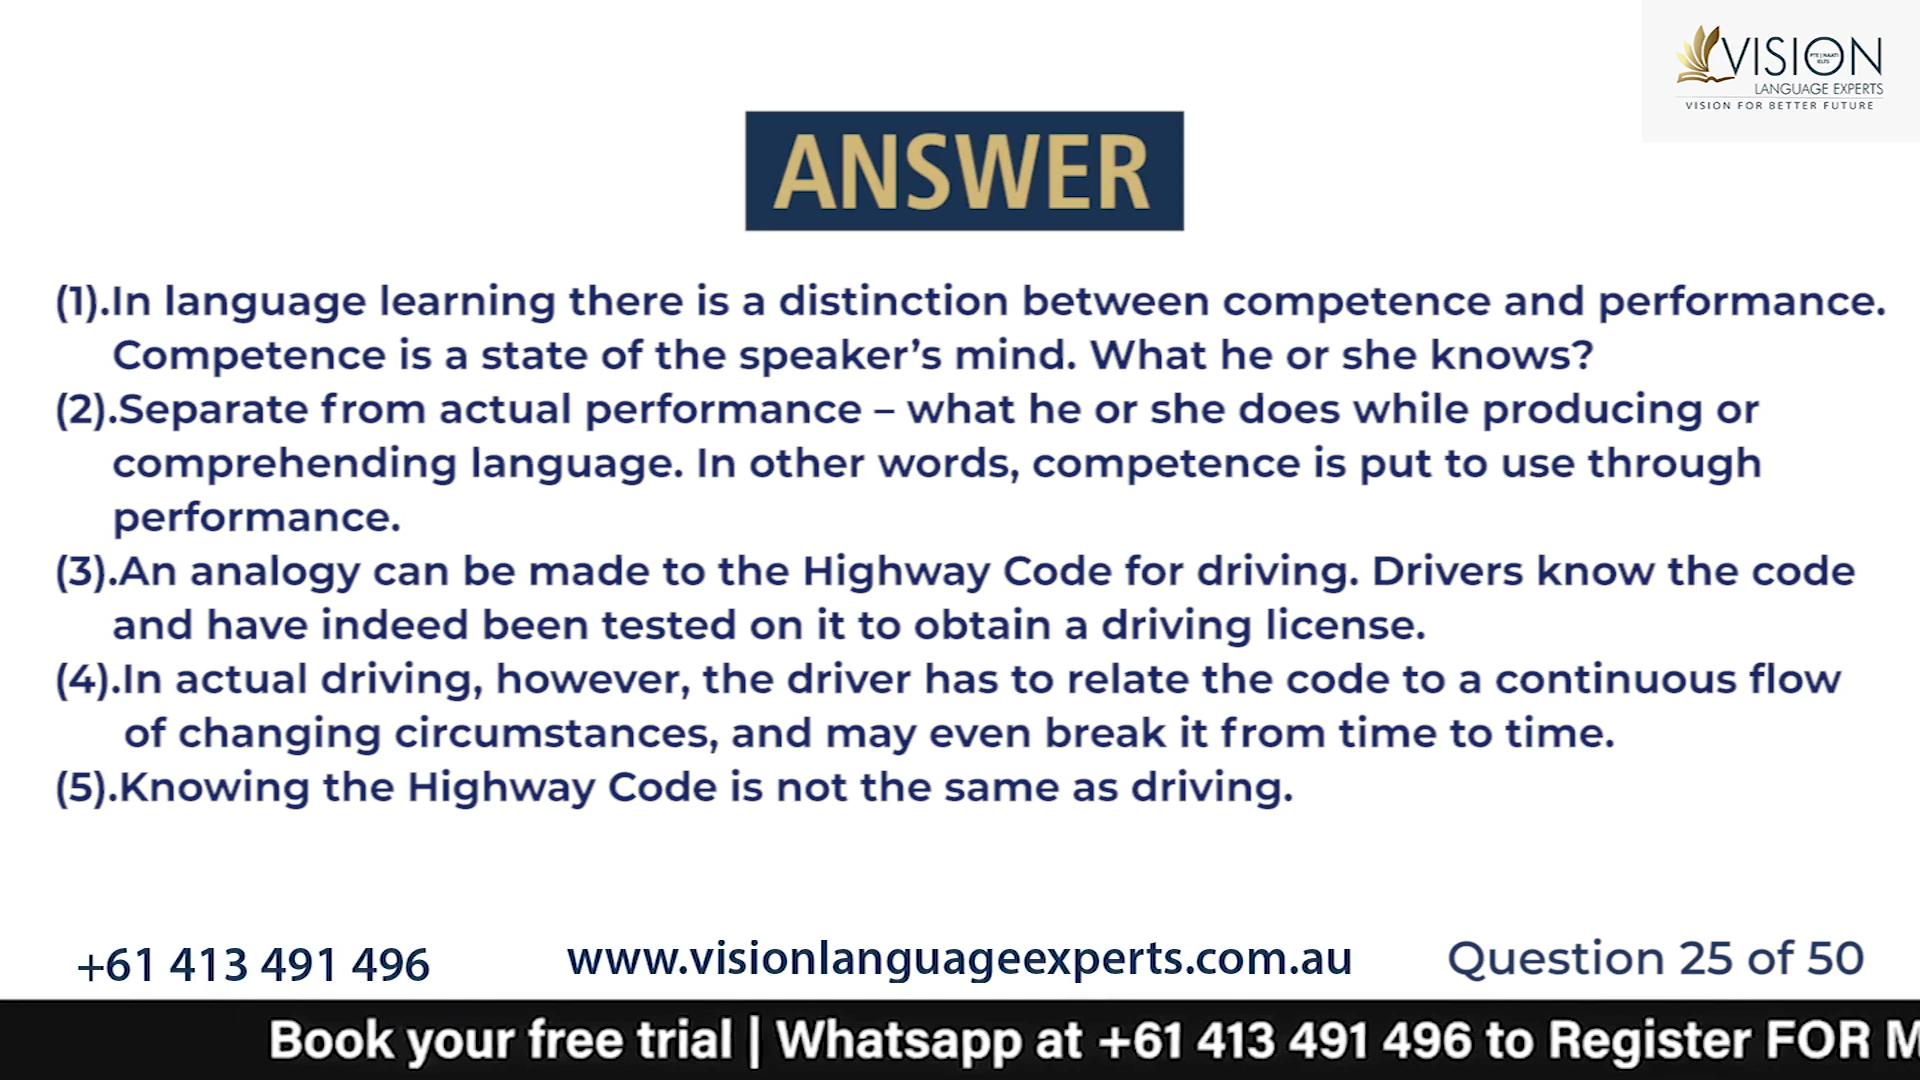 VISION
LANGUAGE EXPERTS
VISION FOR BETTER FUTURE
ANSWER
(1).In language learning there is a distinction between competence and performance.
Competence is a state of the speaker's mind. What he or she knows?
(2).Separate from actual performance – what he or she does while producing or
comprehending language. In other words, competence is put to use through
performance.
(3).An analogy can be made to the Highway Code for driving. Drivers know the code
and have indeed been tested on it to obtain a driving license.
(4).In actual driving, however, the driver has to relate the code to a continuous flow
of changing circumstances, and may even break it from time to time.
(5).Knowing the Highway Code is not the same as driving.
+61 413 491 496
www.visionlanguageexperts.com.au
Question 25 of 50
Book your free trial | Whatsapp at +61 413 491 496 to Register FOR M